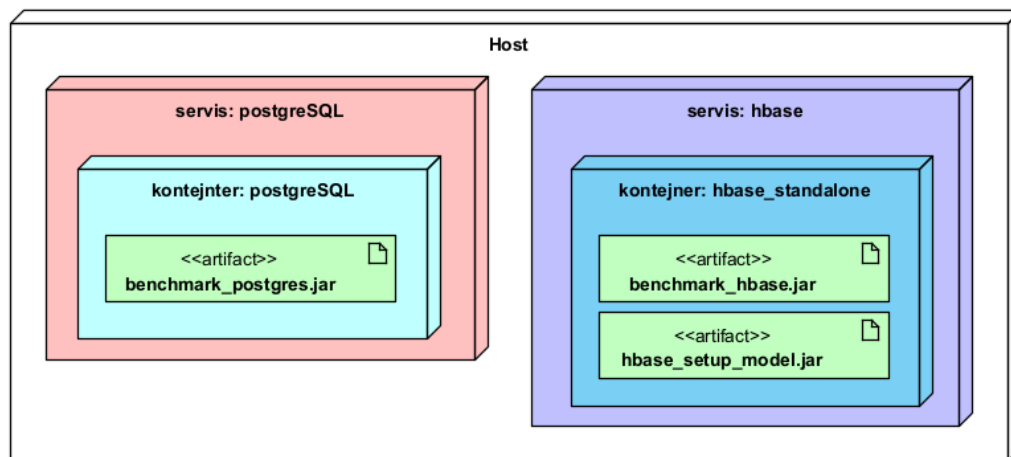 Host
servis: postgreSQL
kontejnter: postgreSQL
<<artifact>>
benchmark_postgres.jar
servis: hbase
kontejner: hbase_standalone
<<artifact>>
benchmark_hbase.jar
<<artifact>>
hbase_setup_model.jar